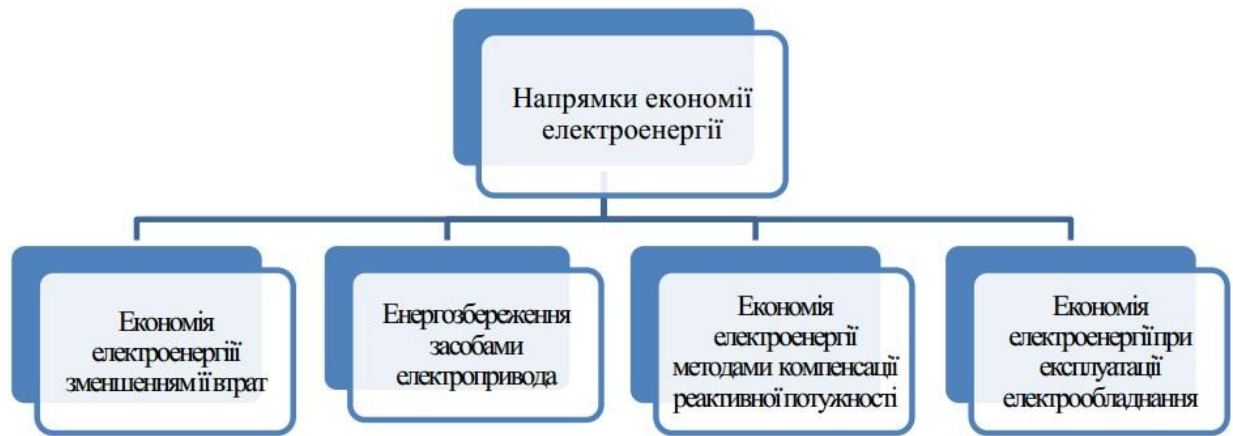 Напрямки економії
електроенергії
Економія
електроенергіїї
зменшенням її втрат
Енергозбереження
засобами
електропривода
Економія
електроенергії
методами компенсації
реактивної потужності
Економія
електроенергії при
експлуатації
електрообладнання